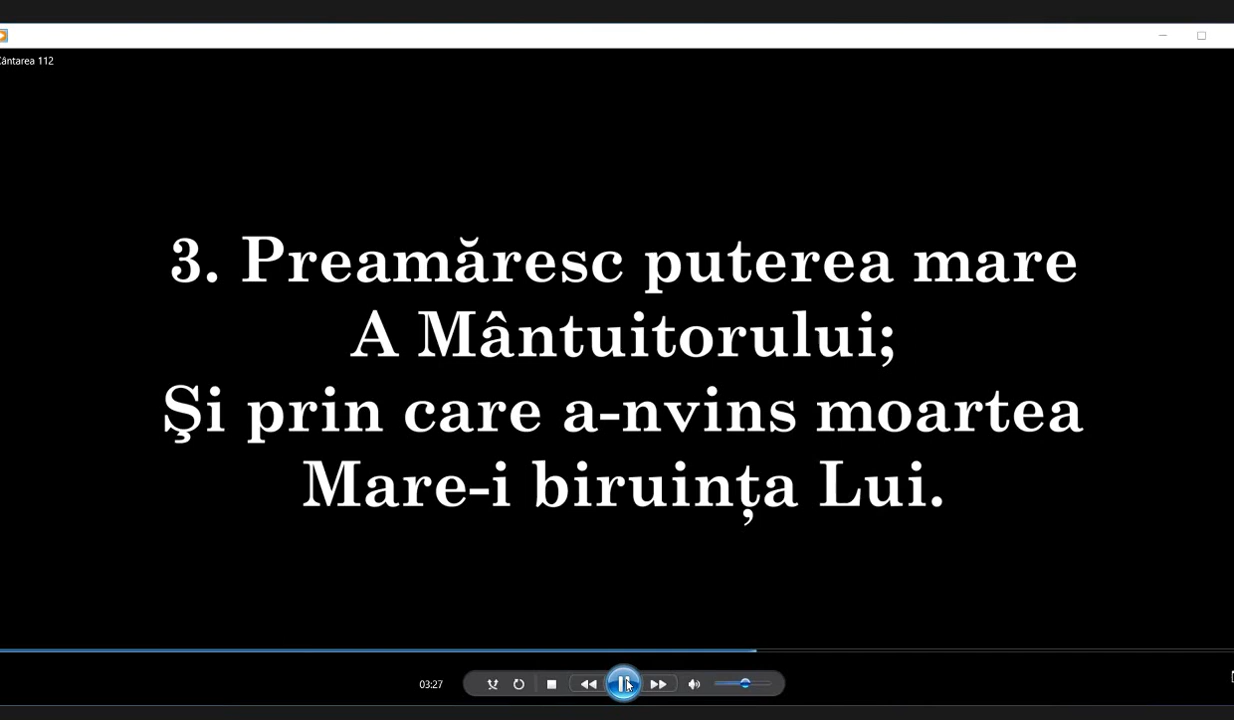 Cântarea 112
3. Preamăresc puterea mare
A Mântuitorului;
Şi prin care a-nvins moartea
Mare-i biruința Lui.
03:27